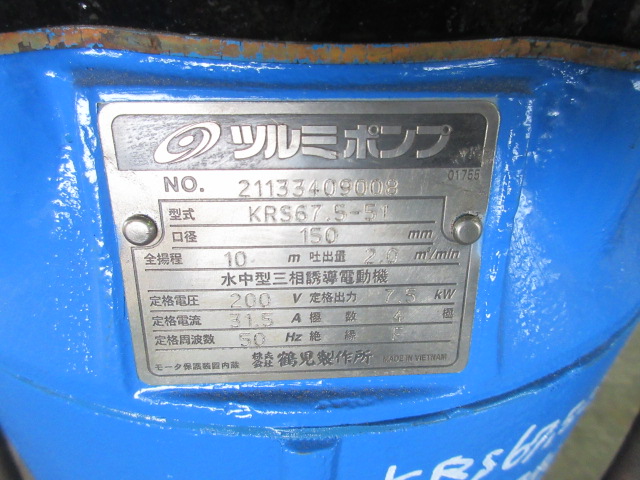 ツルミポンプ
01765
NO. 21133409008
型式 KRS67.5-51
口径 150 mm
全揚程 10 m 吐出量 2.0 m³/min
水中型三相誘導電動機
定格電圧 200 V 定格出力 7.5 kW
定格電流 31.5 A 極数 4 極
定格周波数 50 Hz 絶縁
モータ保護装置内蔵 株式会社 鶴見製作所 MADE IN VIETNAM
KRS67.5